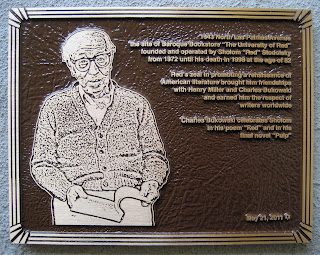 1643 North Las Palmas Avenue
the site of Baroque Bookstore "The University of Red"
founded and operated by Sholom "Red" Stodolsky
from 1972 until his death in 1998 at the age of 82
Red's zeal in promoting a renaissance of
American literature brought him friendships
with Henry Miller and Charles Bukowski
and earned him the respect of
writers worldwide
Charles Bukowski celebrates Sholom
in his poem "Red" and in his
final novel "Pulp"
May 21, 2011